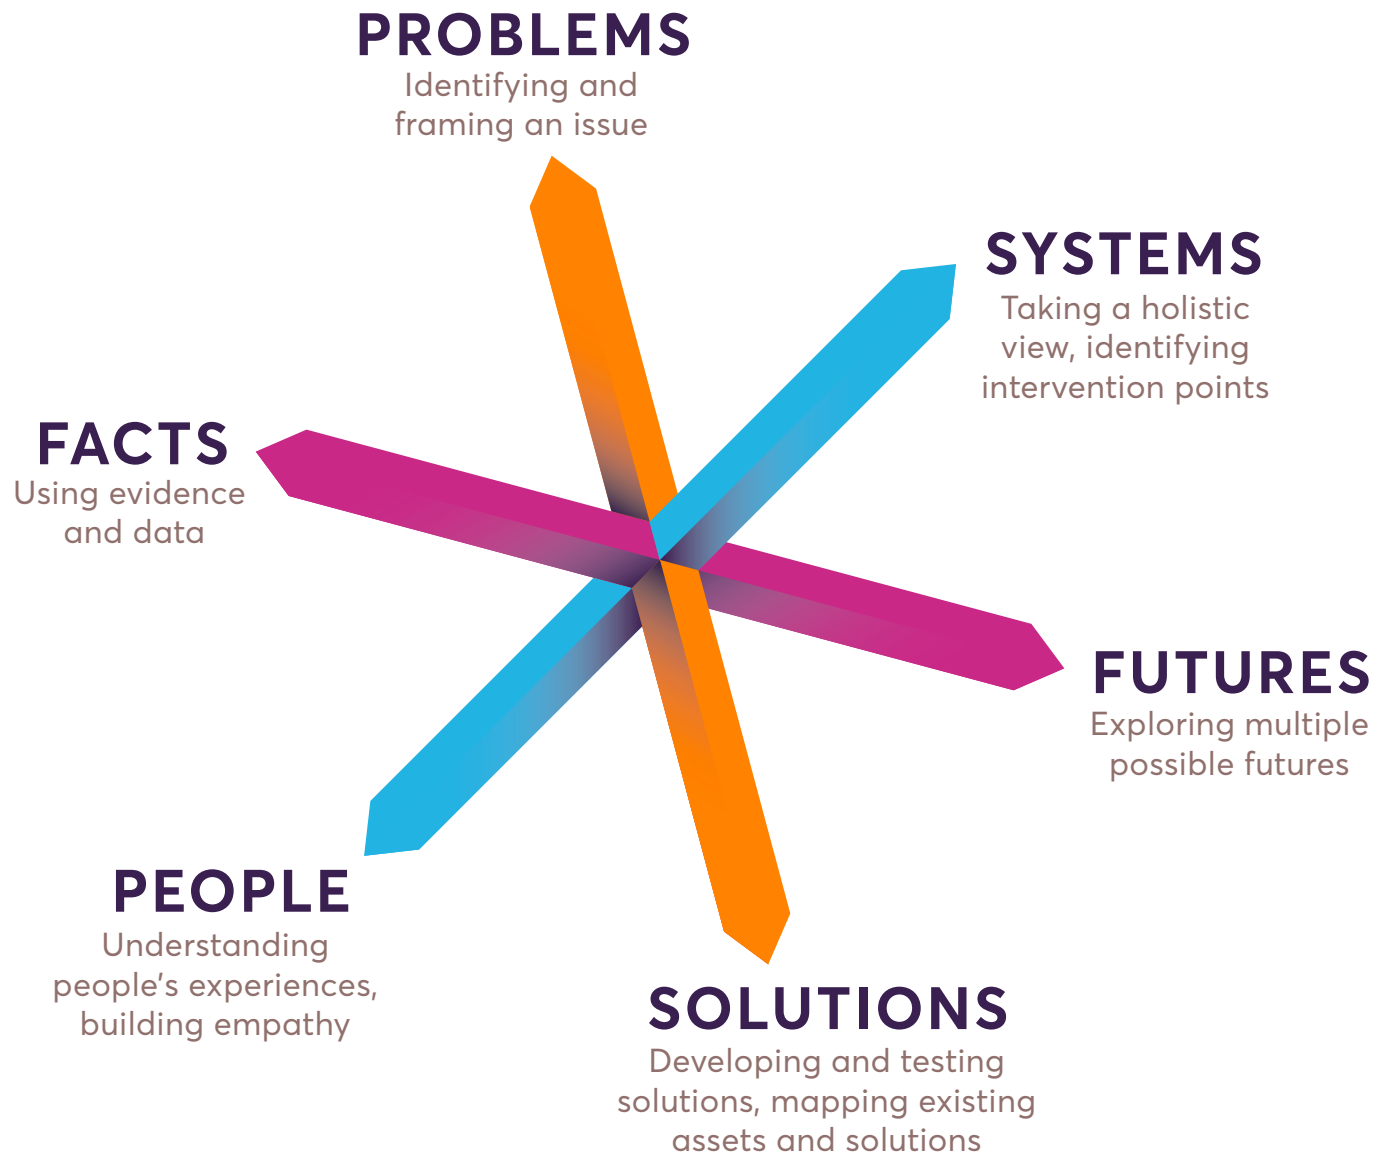 PROBLEMS
Identifying and
framing an issue
SYSTEMS
Taking a holistic
view, identifying
intervention points
FACTS
Using evidence
and data
FUTURES
Exploring multiple
possible futures
PEOPLE
Understanding
people's experiences,
building empathy
SOLUTIONS
Developing and testing
solutions, mapping existing
assets and solutions